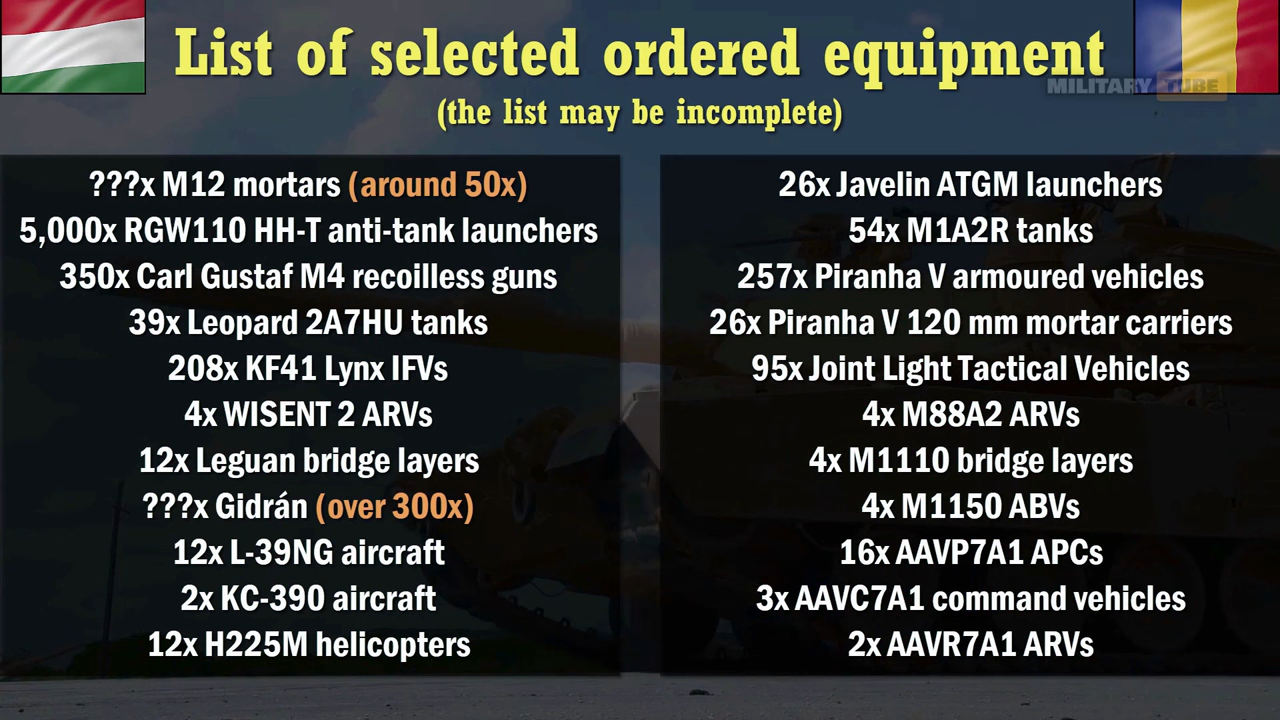 List of selected ordered equipment
MILITARY TUBE
(the list may be incomplete)
???x M12 mortars (around 50x)
5,000x RGW110 HH-T anti-tank launchers
350x Carl Gustaf M4 recoilless guns
39x Leopard 2A7HU tanks
208x KF41 Lynx IFVs
4x WISENT 2 ARVs
12x Leguan bridge layers
???x Gidrán (over 300x)
12x L-39NG aircraft
2x KC-390 aircraft
12x H225M helicopters
26x Javelin ATGM launchers
54x M1A2R tanks
257x Piranha V armoured vehicles
26x Piranha V 120 mm mortar carriers
95x Joint Light Tactical Vehicles
4x M88A2 ARVs
4x M1110 bridge layers
4x M1150 ABVs
16x AAVP7A1 APCs
3x AAVC7A1 command vehicles
2x AAVR7A1 ARVs